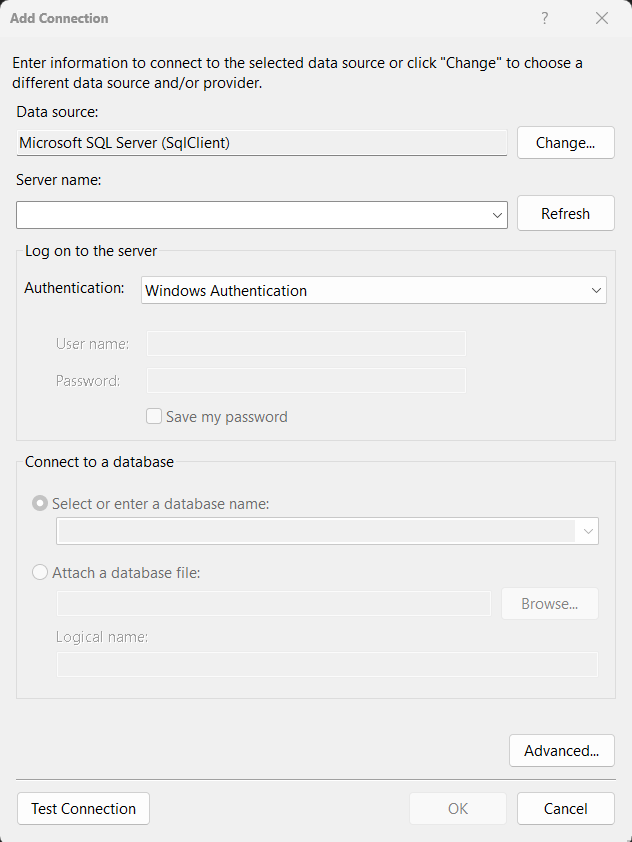 Add Connection
?
Enter information to connect to the selected data source or click "Change" to choose a
different data source and/or provider.
Data source:
Microsoft SQL Server (SqlClient)
Change...
Server name:
Refresh
Log on to the server
Authentication:
Windows Authentication
User name:
Password:
Save my password
Connect to a database
Select or enter a database name:
Attach a database file:
Browse...
Logical name:
Advanced...
Test Connection
OK
Cancel